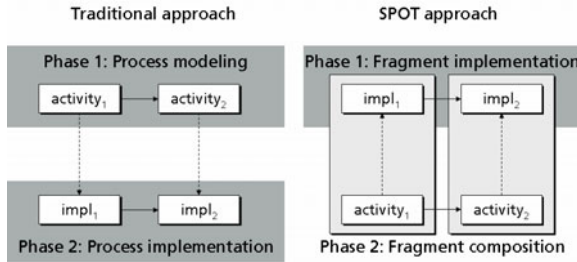 Traditional approach
Phase 1: Process modeling
activity1
activity2
impl1
impl2
Phase 2: Process implementation
SPOT approach
Phase 1: Fragment implementation
impl1
impl2
activity1
activity2
Phase 2: Fragment composition